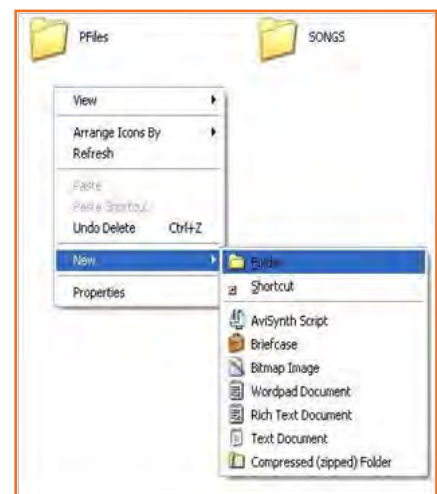 PFiles
SONGS
View
Arrange Icons By
Refresh
Paste
Paste Shortcut
Undo Delete Ctrl+Z
New
Properties
Folder
Shortcut
AviSynth Script
Briefcase
Bitmap Image
Wordpad Document
Rich Text Document
Text Document
Compressed (zipped) Folder